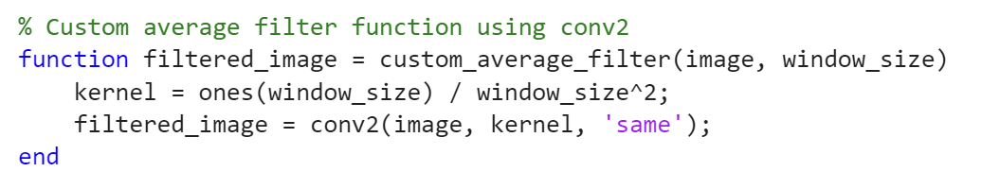 % Custom average filter function using conv2
function filtered_image = custom_average_filter(image, window_size)
    kernel = ones(window_size) / window_size^2;
    filtered_image = conv2(image, kernel, 'same');
end